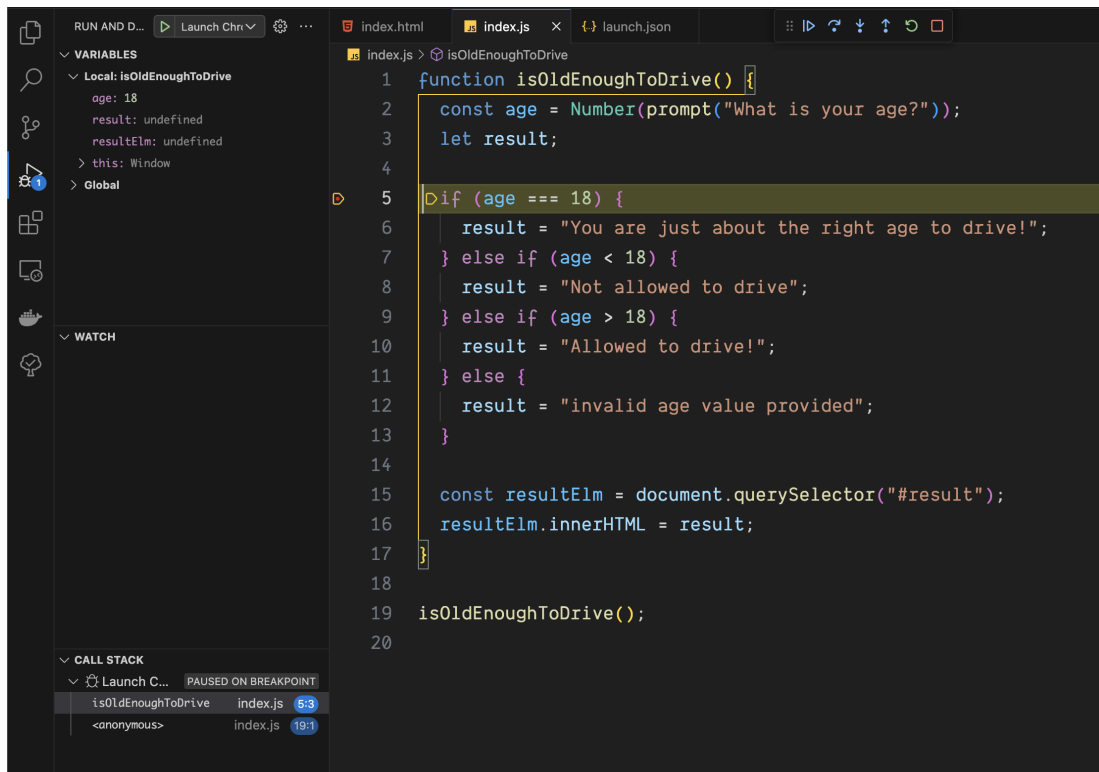 RUN AND D... Launch Chr ...
VARIABLES
Local: isOldEnoughToDrive
age: 18
result: undefined
resultElm: undefined
this: Window
Global
1
WATCH
CALL STACK
Launch C... PAUSED ON BREAKPOINT
isOldEnoughToDrive index.js 5:3
<anonymous> index.js 19:1
index.html JS index.js {..} launch.json
JS index.js > isOldEnoughToDrive
1 function isOldEnoughToDrive() {
2 const age = Number(prompt("What is your age?"));
3 let result;
4
5 if (age === 18) {
6 result = "You are just about the right age to drive!";
7 } else if (age < 18) {
8 result = "Not allowed to drive";
9 } else if (age > 18) {
10 result = "Allowed to drive!";
11 } else {
12 result = "invalid age value provided";
13 }
14
15 const resultElm = document.querySelector("#result");
16 resultElm.innerHTML = result;
17 }
18
19 isOldEnoughToDrive();
20